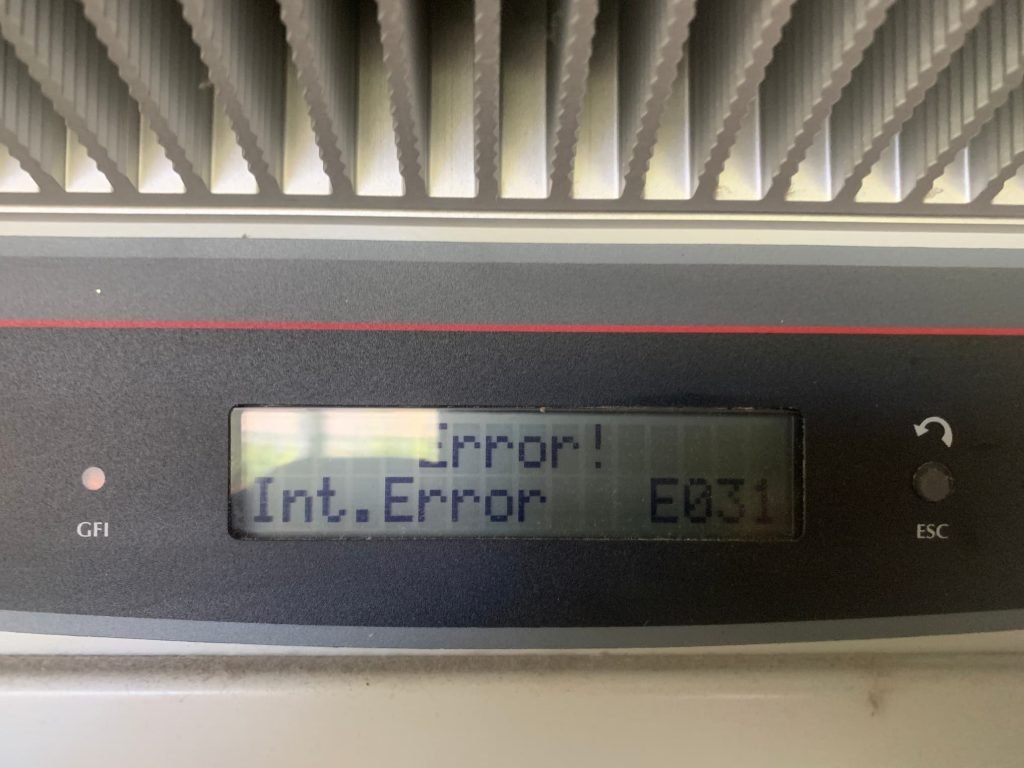 Error!
Int.Error E031
GFI
ESC